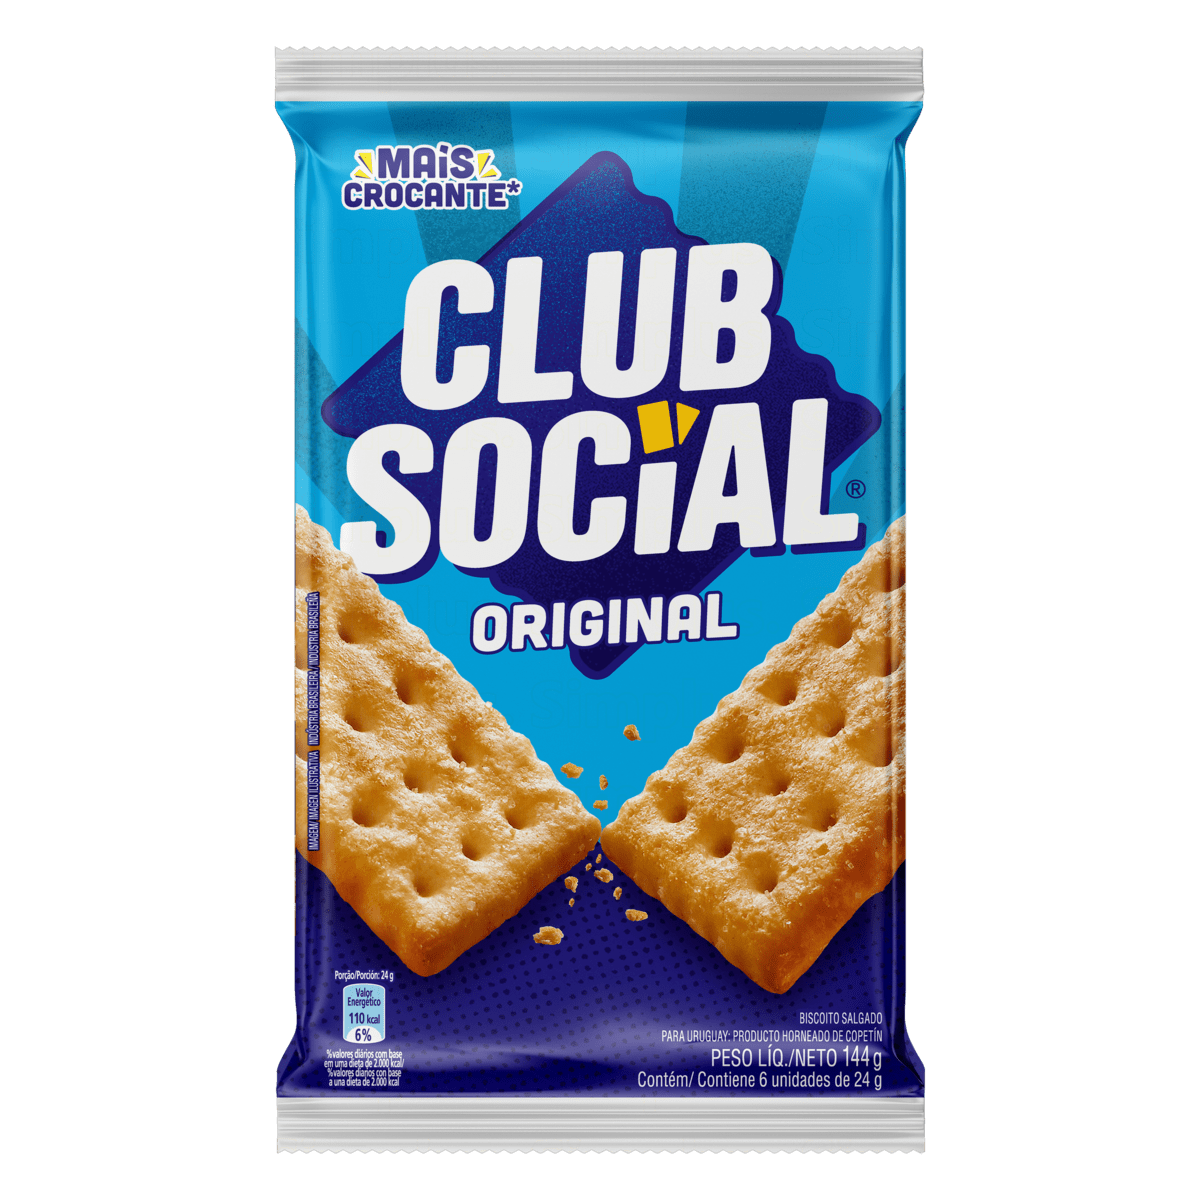 MAiS
CROCANTE*
CLUB
SOCiAL®
ORIGINAL
IMAGEM/ IMAGEN ILUSTRATIVA INDÚSTRIA BRASILEIRA/ INDUSTRIA BRASILEÑA
Porção/Porción: 24 g
Valor
Energético
110 kcal
6%
%valores diários com base
em uma dieta de 2.000 kcal/
%valores diarios con base
a una dieta de 2.000 kcal
BISCOITO SALGADO
PARA URUGUAY: PRODUCTO HORNEADO DE COPETÍN
PESO LÍQ./NETO 144 g
Contém/ Contiene 6 unidades de 24 g